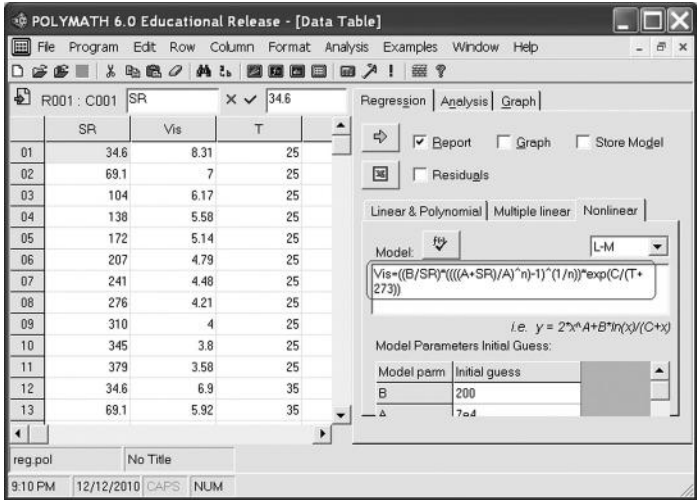 POLYMATH 6.0 Educational Release - [Data Table]
File Program Edit Row Column Format Analysis Examples Window Help
R001 : C001 SR 34.6
SR Vis T
01 34.6 8.31 25
02 69.1 7 25
03 104 6.17 25
04 138 5.58 25
05 172 5.14 25
06 207 4.79 25
07 241 4.48 25
08 276 4.21 25
09 310 4 25
10 345 3.8 25
11 379 3.58 25
12 34.6 6.9 35
13 69.1 5.92 35
Regression Analysis Graph
Report Graph Store Model
Residuals
Linear & Polynomial Multiple linear Nonlinear
Model: L-M
Vis=((B/SR)*((((A+SR)/A)^n)-1)^(1/n))*exp(C/(T+
273))
i.e. y = 2*x^A+B*ln(x)/(C+x)
Model Parameters Initial Guess:
Model parm Initial guess
B 200
A 7e4
reg.pol No Title
9:10 PM 12/12/2010 CAPS NUM